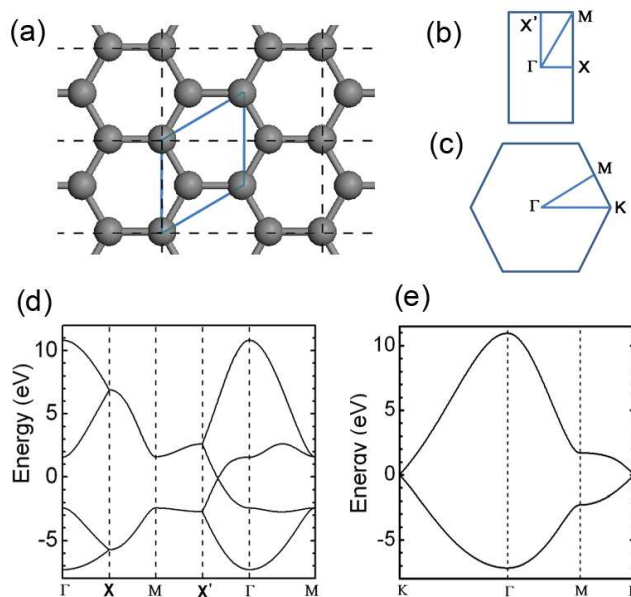 (a)
(b)
X' M
Γ X
(c)
M
Γ K
(d)
Energy (eV)
10
5
0
-5
Γ X M X' Γ M
(e)
Energy (eV)
10
5
0
-5
K Γ M